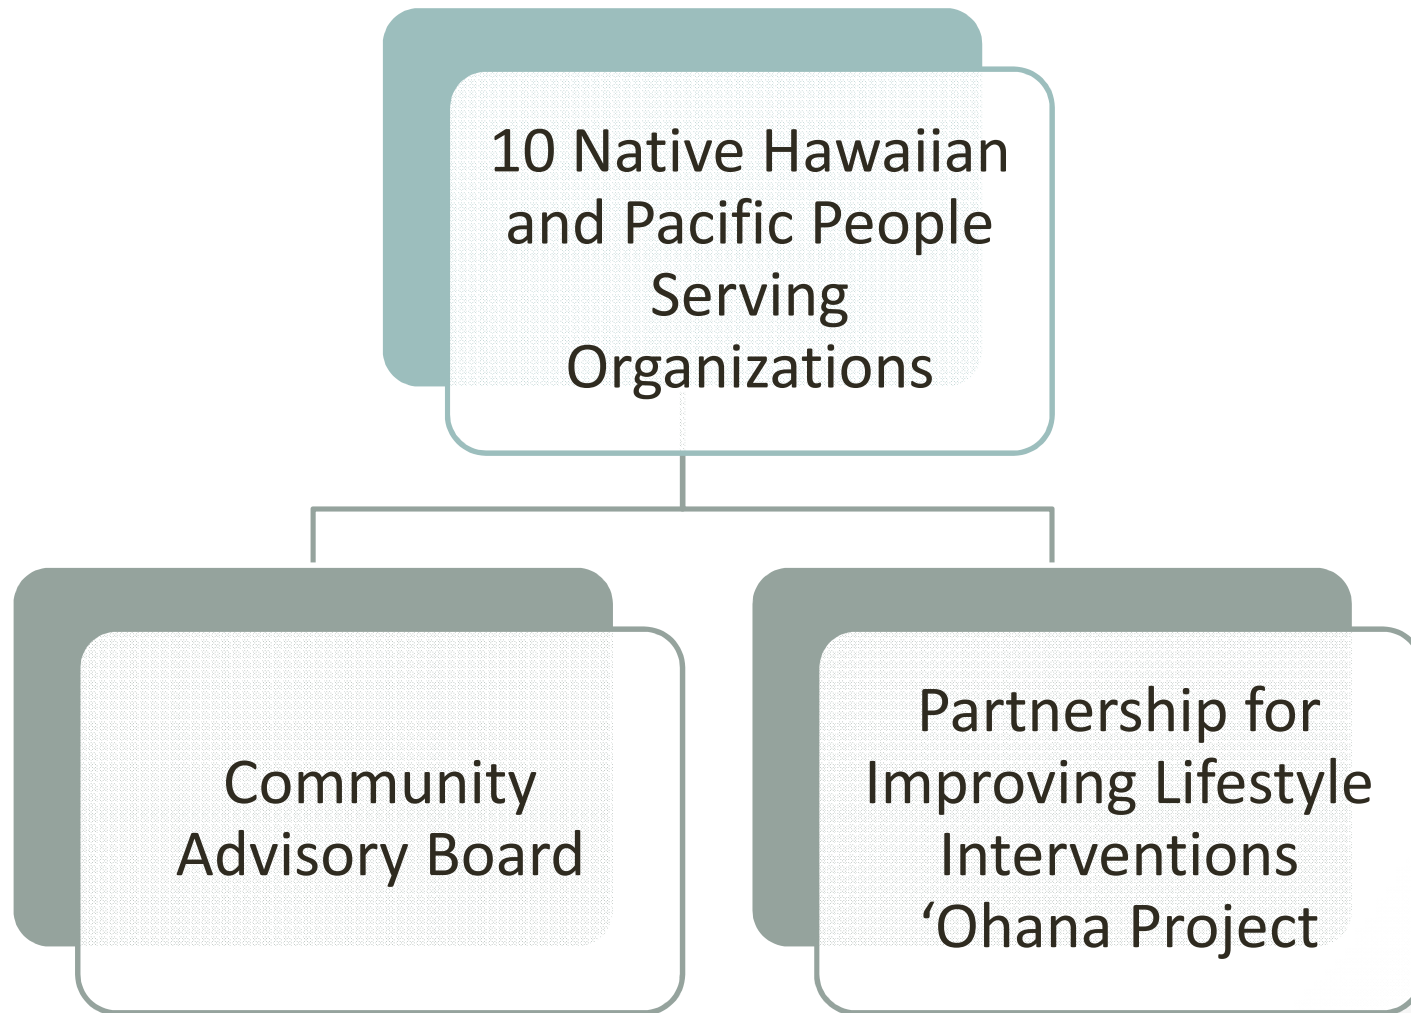 10 Native Hawaiian
and Pacific People
Serving
Organizations
Community
Advisory Board
Partnership for
Improving Lifestyle
Interventions
‘Ohana Project